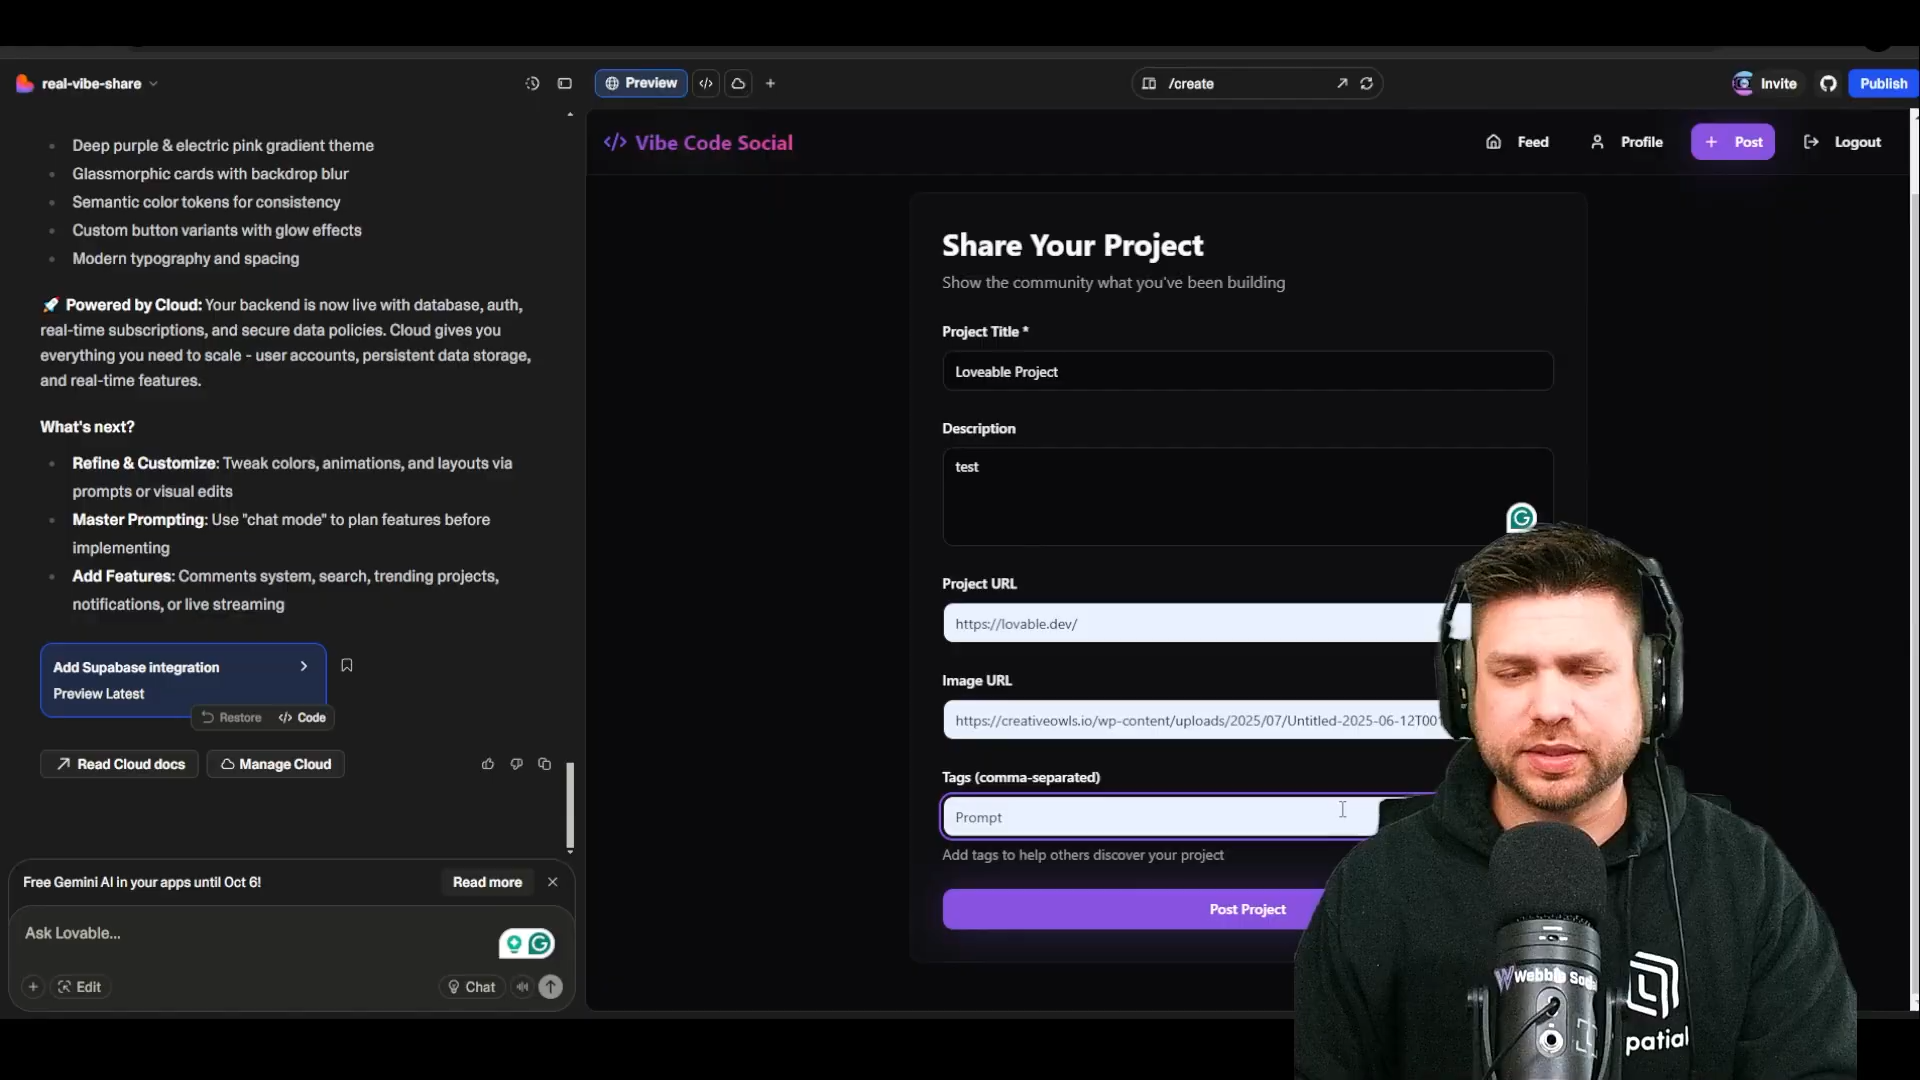 real-vibe-share
Preview
/create
Invite
Publish
Deep purple & electric pink gradient theme
Glassmorphic cards with backdrop blur
Semantic color tokens for consistency
Custom button variants with glow effects
Modern typography and spacing
🚀 Powered by Cloud: Your backend is now live with database, auth,
real-time subscriptions, and secure data policies. Cloud gives you
everything you need to scale - user accounts, persistent data storage,
and real-time features.
What's next?
Refine & Customize: Tweak colors, animations, and layouts via
prompts or visual edits
Master Prompting: Use "chat mode" to plan features before
implementing
Add Features: Comments system, search, trending projects,
notifications, or live streaming
Add Supabase integration
Preview Latest
Restore
Code
Read Cloud docs
Manage Cloud
Free Gemini AI in your apps until Oct 6!
Read more
Ask Lovable...
Edit
Chat
</> Vibe Code Social
Feed
Profile
+ Post
Logout
Share Your Project
Show the community what you've been building
Project Title *
Loveable Project
Description
test
Project URL
https://lovable.dev/
Image URL
https://creativeowls.io/wp-content/uploads/2025/07/Untitled-2025-06-12T001
Tags (comma-separated)
Prompt
Add tags to help others discover your project
Post Project
Webbie
patial